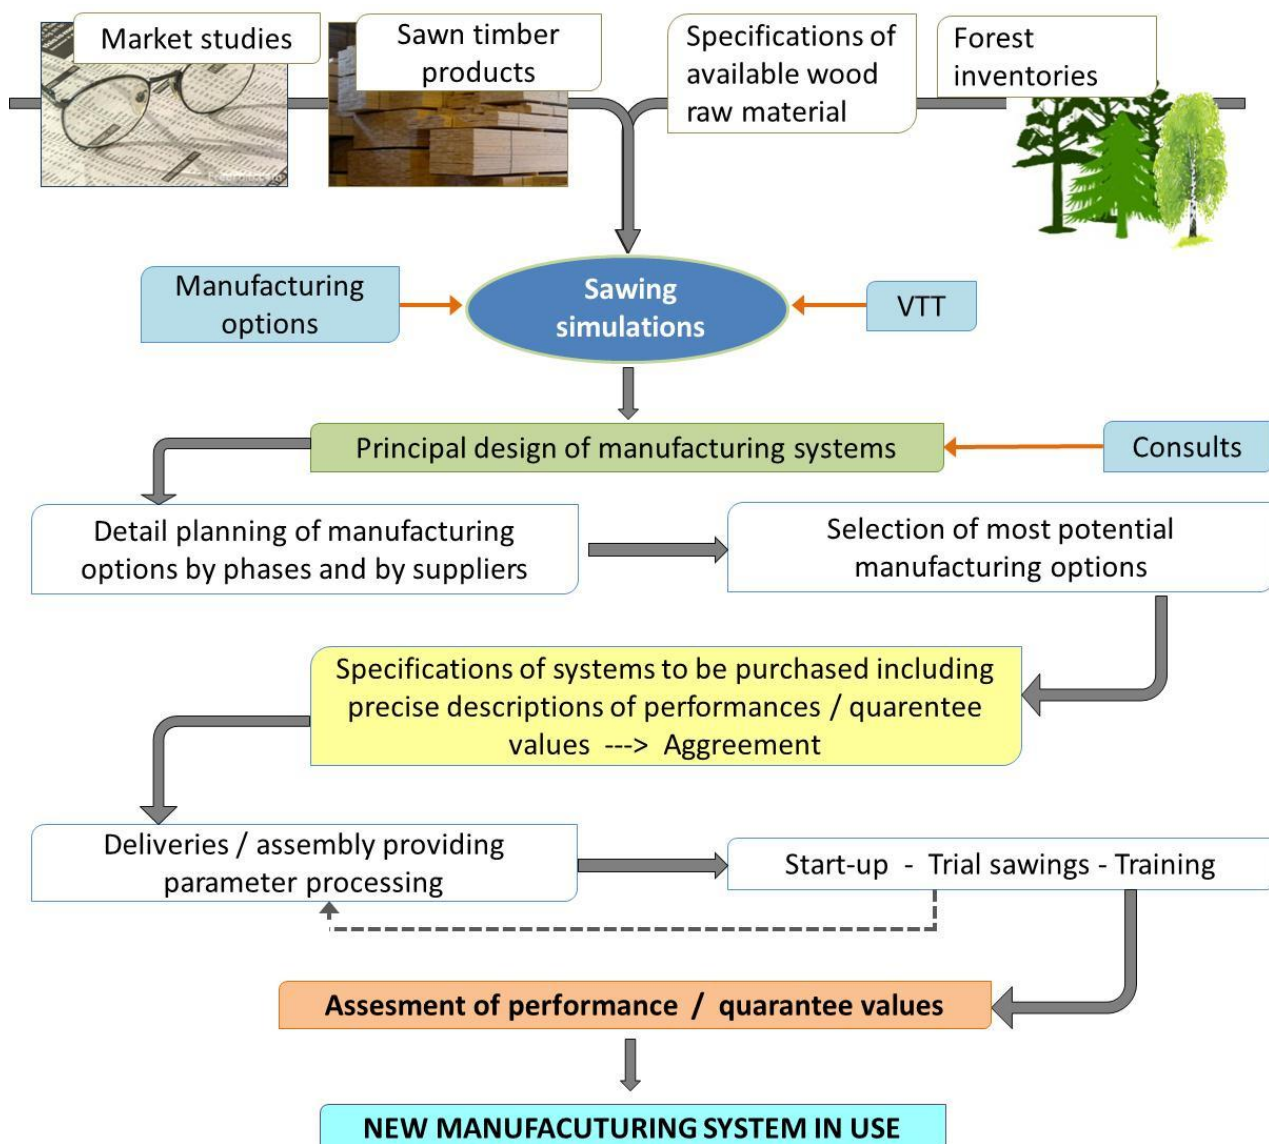 Market studies
Sawn timber
products
Specifications of
available wood
raw material
Forest
inventories
Manufacturing
options
Sawing
simulations
VTT
Principal design of manufacturing systems
Consults
Detail planning of manufacturing
options by phases and by suppliers
Selection of most potential
manufacturing options
Specifications of systems to be purchased including
precise descriptions of performances / quarentee
values ---> Aggreement
Deliveries / assembly providing
parameter processing
Start-up - Trial sawings - Training
Assesment of performance / quarantee values
NEW MANUFACUTURING SYSTEM IN USE